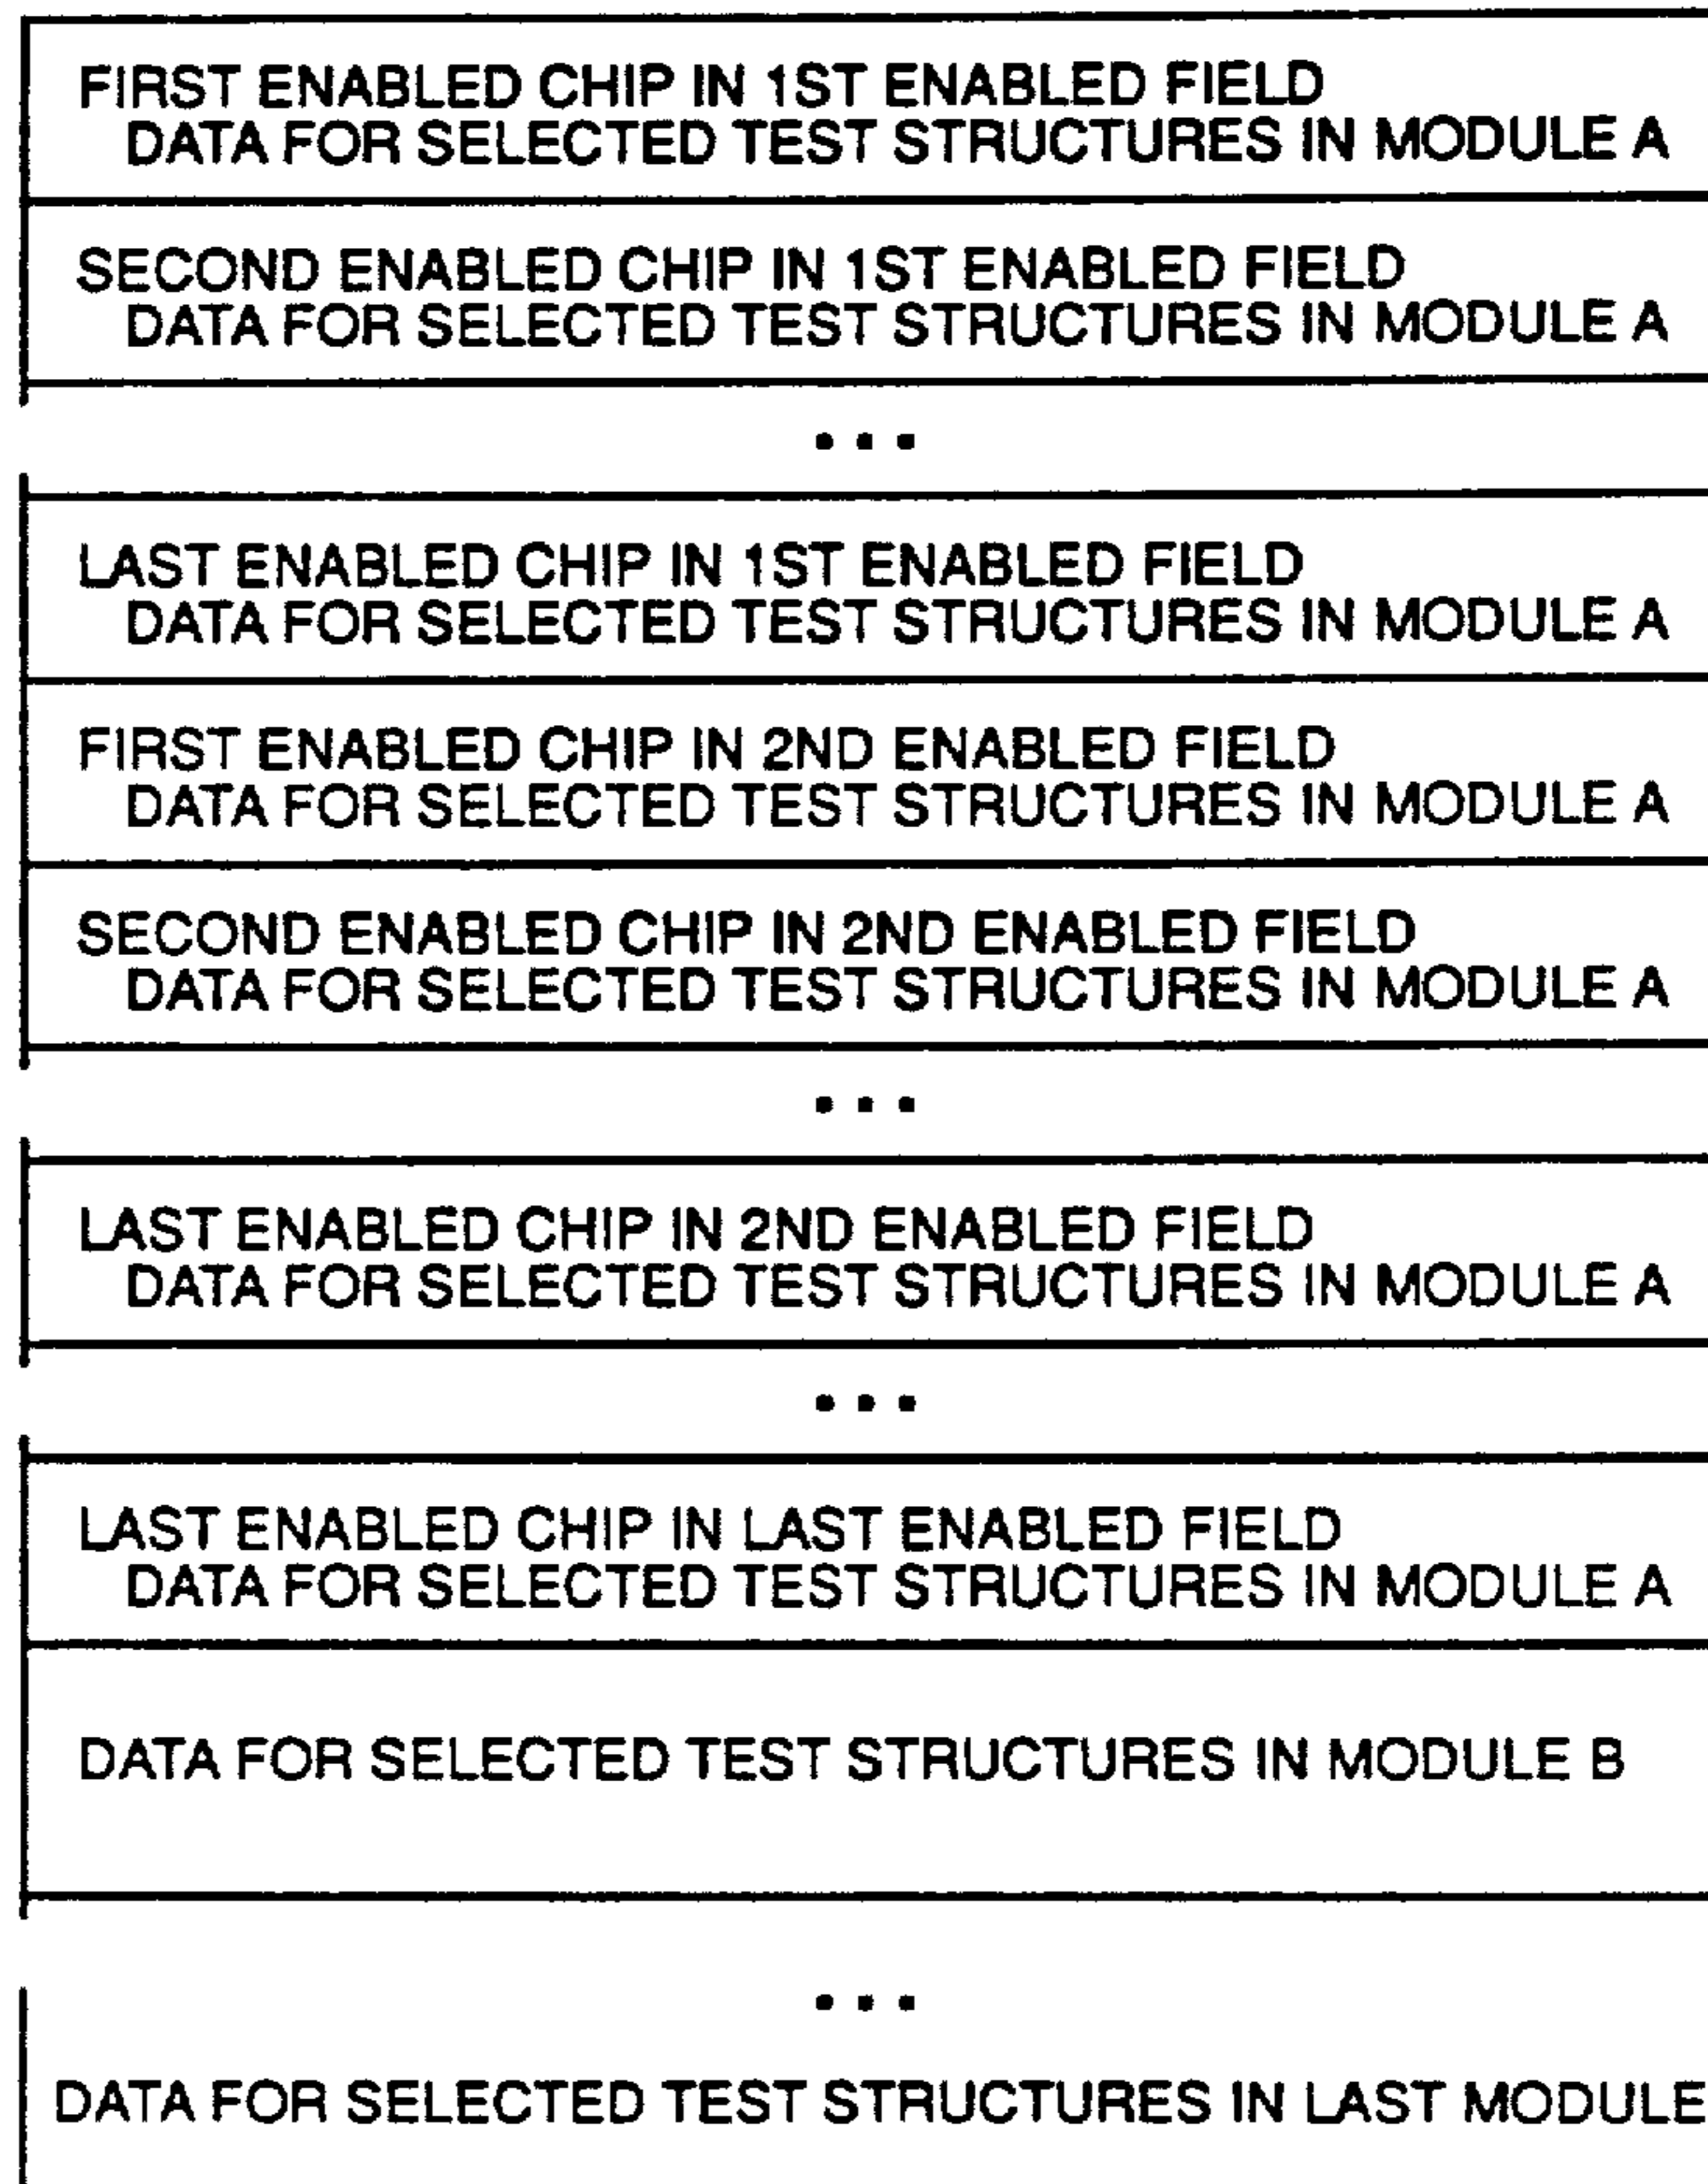 FIRST ENABLED CHIP IN 1ST ENABLED FIELD
DATA FOR SELECTED TEST STRUCTURES IN MODULE A
SECOND ENABLED CHIP IN 1ST ENABLED FIELD
DATA FOR SELECTED TEST STRUCTURES IN MODULE A
...
LAST ENABLED CHIP IN 1ST ENABLED FIELD
DATA FOR SELECTED TEST STRUCTURES IN MODULE A
FIRST ENABLED CHIP IN 2ND ENABLED FIELD
DATA FOR SELECTED TEST STRUCTURES IN MODULE A
SECOND ENABLED CHIP IN 2ND ENABLED FIELD
DATA FOR SELECTED TEST STRUCTURES IN MODULE A
...
LAST ENABLED CHIP IN 2ND ENABLED FIELD
DATA FOR SELECTED TEST STRUCTURES IN MODULE A
...
LAST ENABLED CHIP IN LAST ENABLED FIELD
DATA FOR SELECTED TEST STRUCTURES IN MODULE A
DATA FOR SELECTED TEST STRUCTURES IN MODULE B
...
DATA FOR SELECTED TEST STRUCTURES IN LAST MODULE